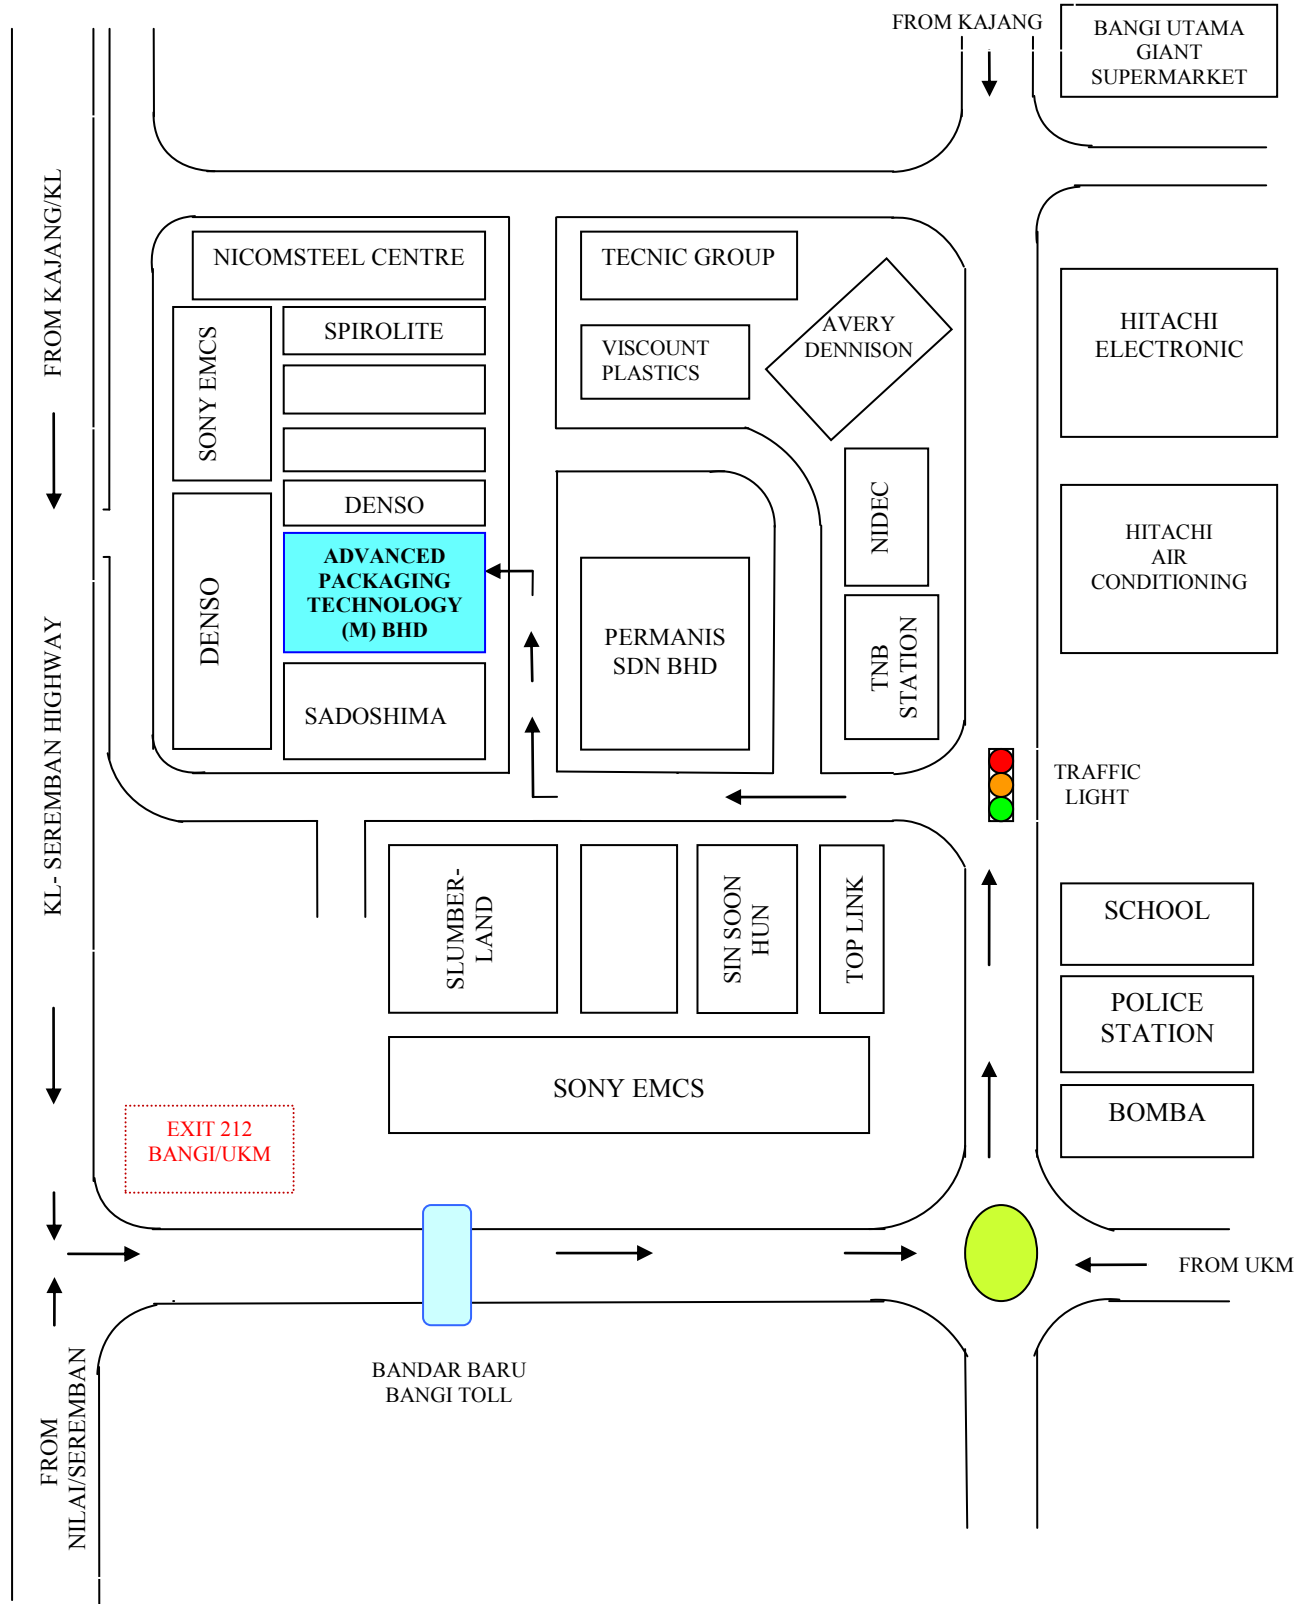 FROM KAJANG
BANGI UTAMA
GIANT
SUPERMARKET
FROM KAJANG/KL
NICOMSTEEL CENTRE
TECNIC GROUP
SONY EMCS
SPIROLITE
VISCOUNT
PLASTICS
AVERY
DENNISON
HITACHI
ELECTRONIC
DENSO
NIDEC
HITACHI
AIR
CONDITIONING
DENSO
ADVANCED
PACKAGING
TECHNOLOGY
(M) BHD
PERMANIS
SDN BHD
TNB
STATION
SADOSHIMA
KL- SEREMBAN HIGHWAY
TRAFFIC
LIGHT
SLUMBER-
LAND
SIN SOON
HUN
TOP LINK
SCHOOL
POLICE
STATION
SONY EMCS
BOMBA
EXIT 212
BANGI/UKM
FROM UKM
BANDAR BARU
BANGI TOLL
FROM
NILAI/SEREMBAN